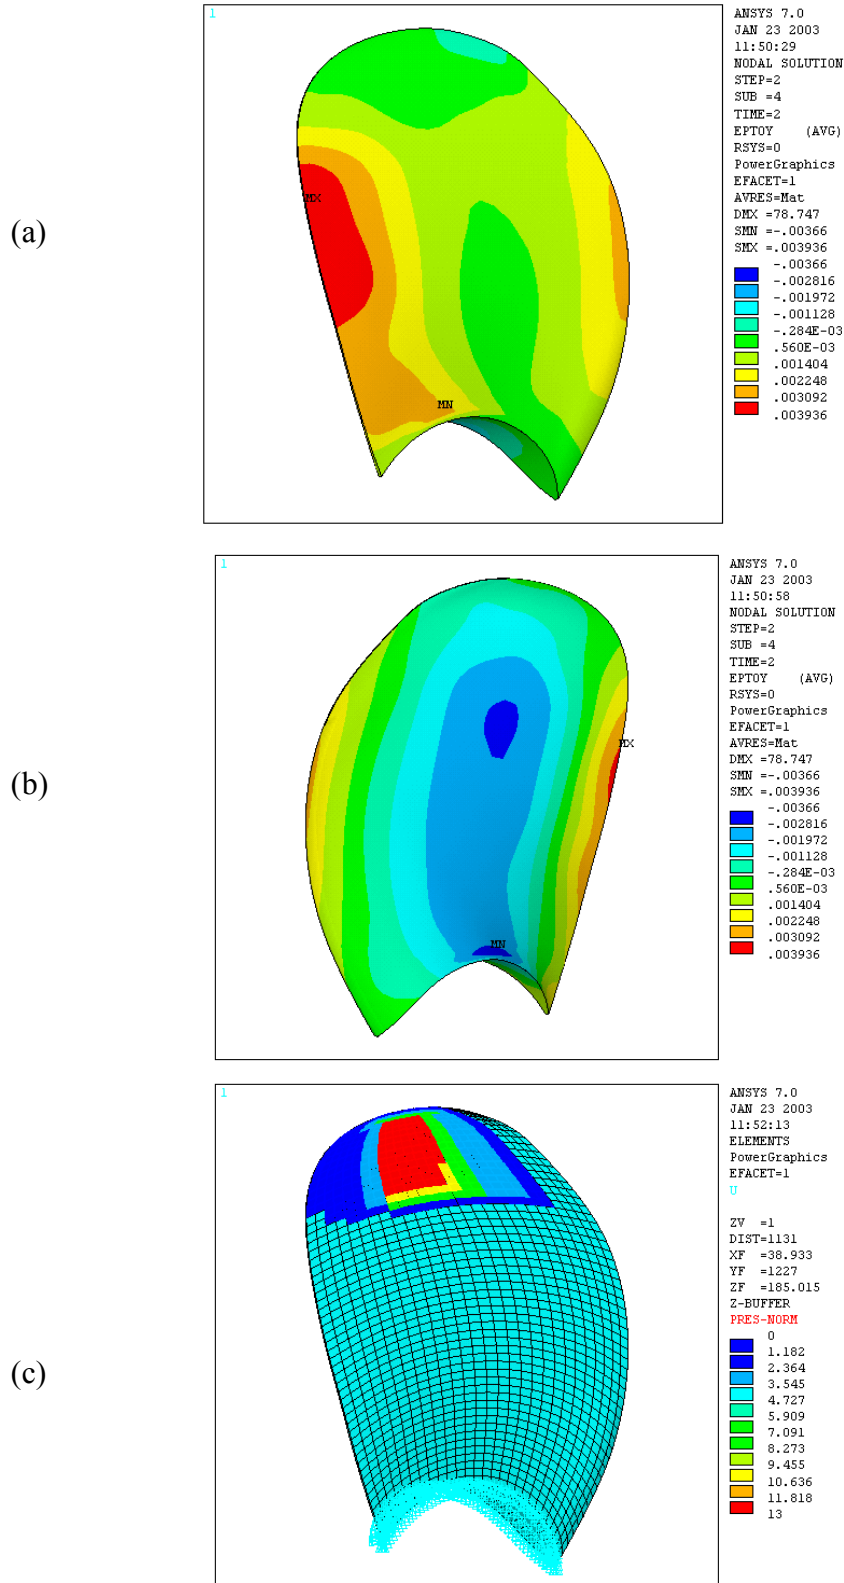 (a)
1
MX
MN
ANSYS 7.0
JAN 23 2003
11:50:29
NODAL SOLUTION
STEP=2
SUB =4
TIME=2
EPTOY (AVG)
RSYS=0
PowerGraphics
EFACET=1
AVRES=Mat
DMX =78.747
SMN =-.00366
SMX =.003936
-.00366
-.002816
-.001972
-.001128
-.284E-03
.560E-03
.001404
.002248
.003092
.003936
(b)
1
MX
MN
ANSYS 7.0
JAN 23 2003
11:50:58
NODAL SOLUTION
STEP=2
SUB =4
TIME=2
EPTOY (AVG)
RSYS=0
PowerGraphics
EFACET=1
AVRES=Mat
DMX =78.747
SMN =-.00366
SMX =.003936
-.00366
-.002816
-.001972
-.001128
-.284E-03
.560E-03
.001404
.002248
.003092
.003936
(c)
1
ANSYS 7.0
JAN 23 2003
11:52:13
ELEMENTS
PowerGraphics
EFACET=1
U
ZV =1
DIST=1131
XF =38.933
YF =1227
ZF =185.015
Z-BUFFER
PRES-NORM
0
1.182
2.364
3.545
4.727
5.909
7.091
8.273
9.455
10.636
11.818
13